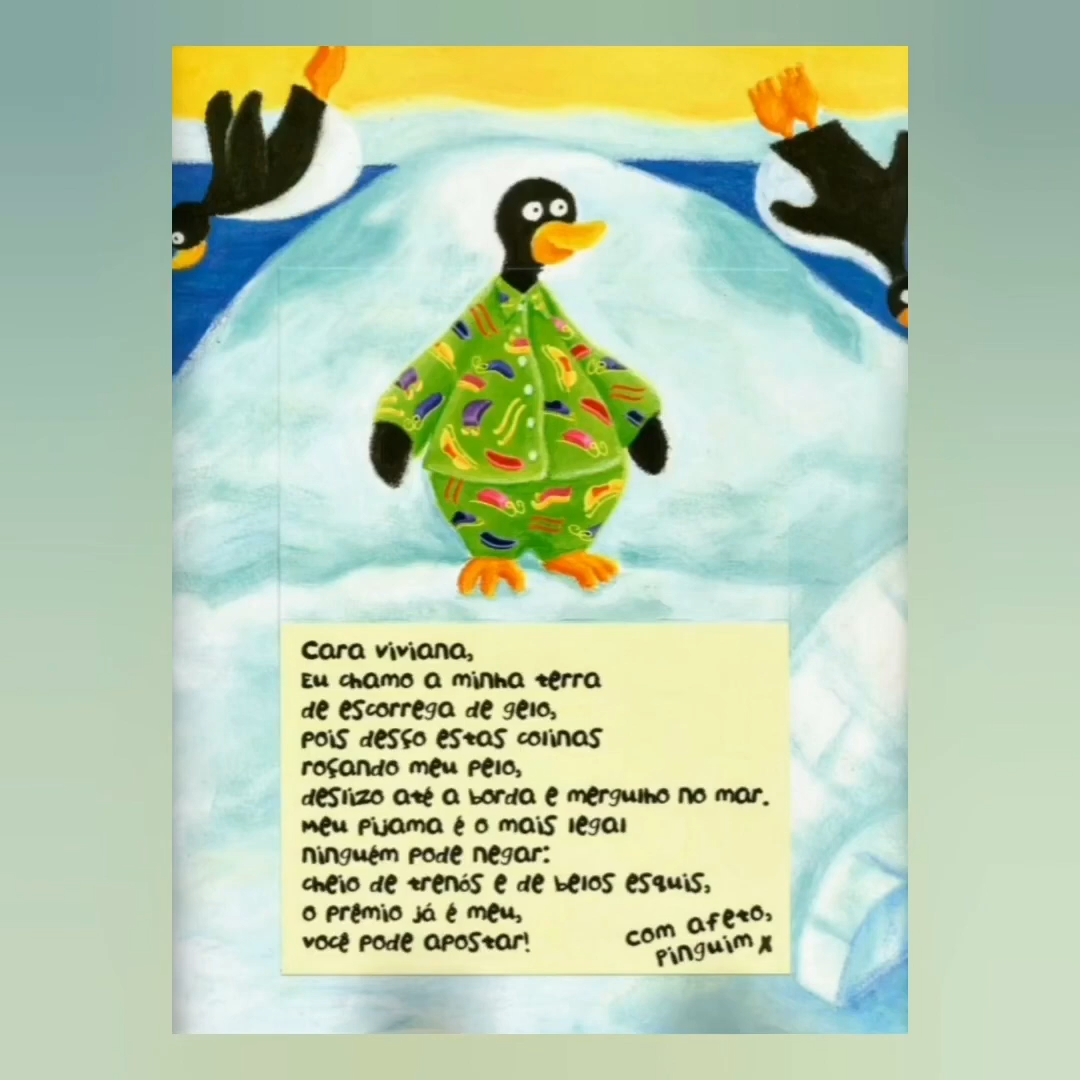 Cara viviana,
Eu chamo a minha terra
de escorrega de gelo,
pois desço estas colinas
roçando meu pelo,
deslizo até a borda e mergulho no mar.
Meu pijama é o mais legal
ninguém pode negar:
cheio de trenós e de belos esquis,
o prêmio já é meu,
você pode apostar!
com afeto,
Pinguim x